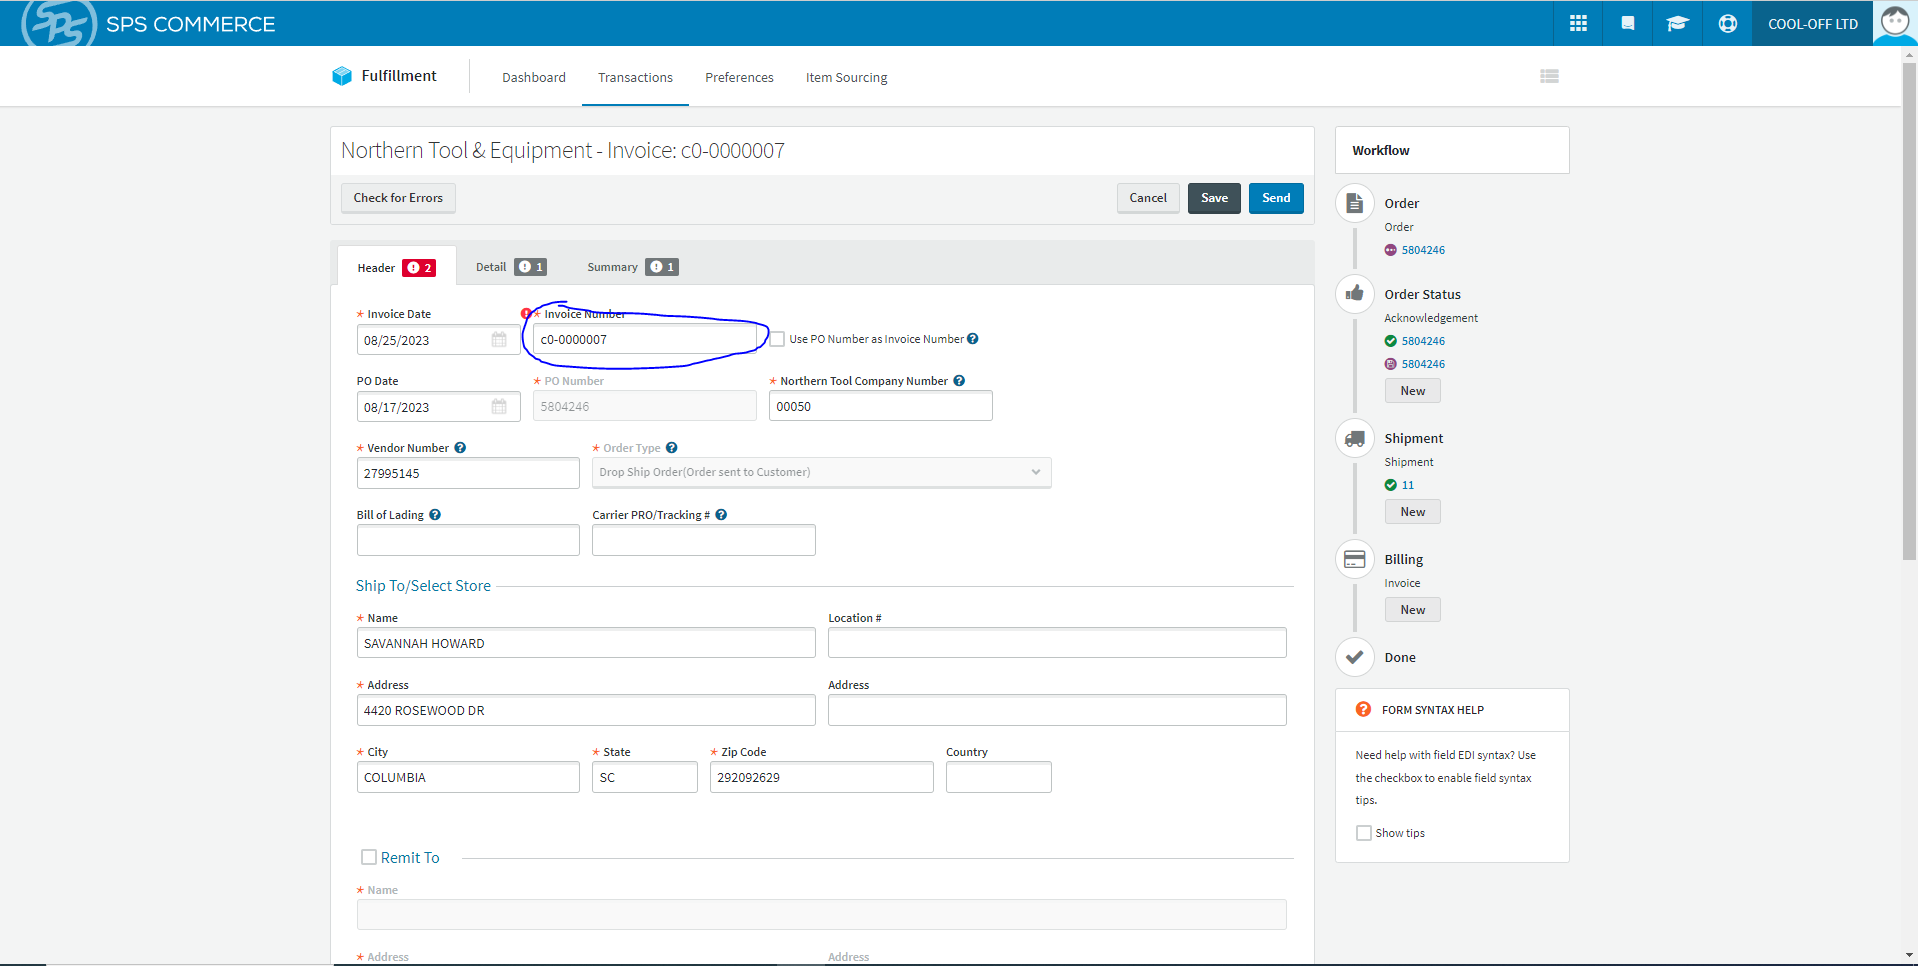 SPS COMMERCE
COOL-OFF LTD
Fulfillment Dashboard Transactions Preferences Item Sourcing
Northern Tool & Equipment - Invoice: c0-0000007
Check for Errors Cancel Save Send
Header 2 Detail 1 Summary 1
* Invoice Date * Invoice Number
08/25/2023 c0-0000007 Use PO Number as Invoice Number
PO Date * PO Number * Northern Tool Company Number
08/17/2023 5804246 00050
* Vendor Number * Order Type
27995145 Drop Ship Order(Order sent to Customer)
Bill of Lading Carrier PRO/Tracking #
Ship To/Select Store
* Name Location #
SAVANNAH HOWARD
* Address Address
4420 ROSEWOOD DR
* City * State * Zip Code Country
COLUMBIA SC 292092629
Remit To
* Name
* Address Address
Workflow
Order
Order
5804246
Order Status
Acknowledgement
5804246
5804246
New
Shipment
Shipment
11
New
Billing
Invoice
New
Done
FORM SYNTAX HELP
Need help with field EDI syntax? Use
the checkbox to enable field syntax
tips.
Show tips